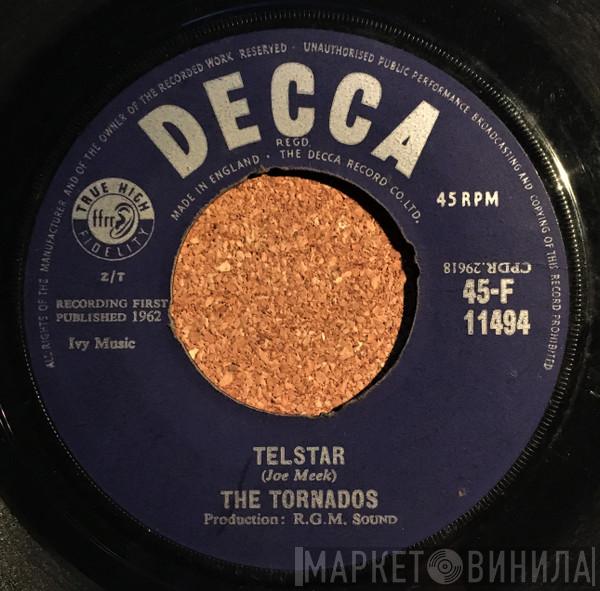 ALL RIGHTS OF THE MANUFACTURER AND OF THE OWNER OF THE RECORDED WORK RESERVED · UNAUTHORISED PUBLIC PERFORMANCE BROADCASTING AND COPYING OF THIS RECORD PROHIBITED
DECCA
REGD.
MADE IN ENGLAND · THE DECCA RECORD CO. LTD.
TRUE HIGH
ffrr
FIDELITY
45 RPM
Z/T
CPDR.29618
RECORDING FIRST
PUBLISHED 1962
45-F
11494
Ivy Music
TELSTAR
(Joe Meek)
THE TORNADOS
Production: R.G.M. SOUND
МАРКЕТ ВИНИЛА